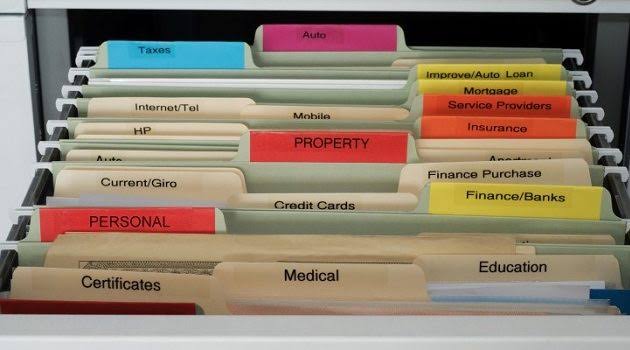 Auto
Taxes
Improve/Auto Loan
Mortgage
Internet/Tel
Mobile
Service Providers
HP
Insurance
PROPERTY
Auto
Current/Giro
Finance Purchase
Credit Cards
Finance/Banks
PERSONAL
Certificates
Medical
Education